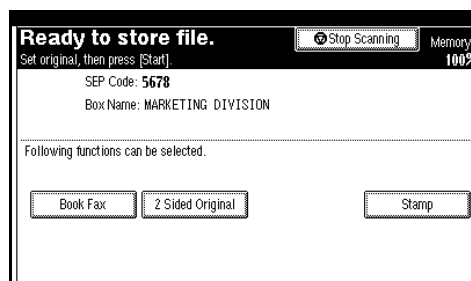 Ready to store file.
Stop Scanning
Memory
Set original, then press [Start].
100%
SEP Code: 5678
Box Name: MARKETING DIVISION
Following functions can be selected.
Book Fax
2 Sided Original
Stamp